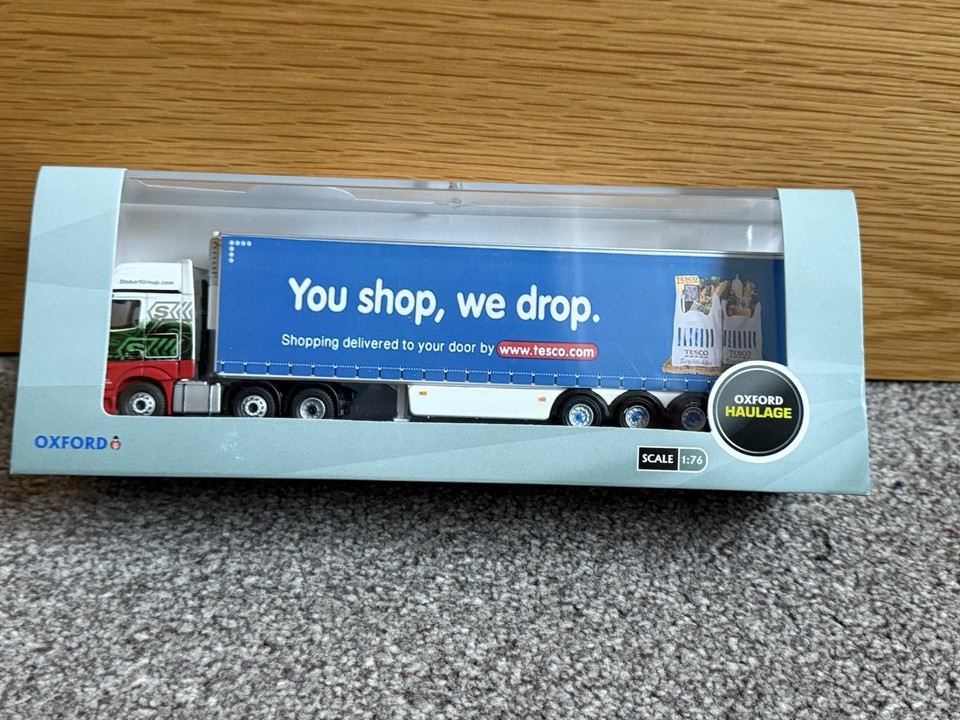 StobartGroup.com
S
You shop, we drop.
Shopping delivered to your door by www.tesco.com
TESCO
TESCO
TESCO
OXFORD
HAULAGE
OXFORD
SCALE 1:76